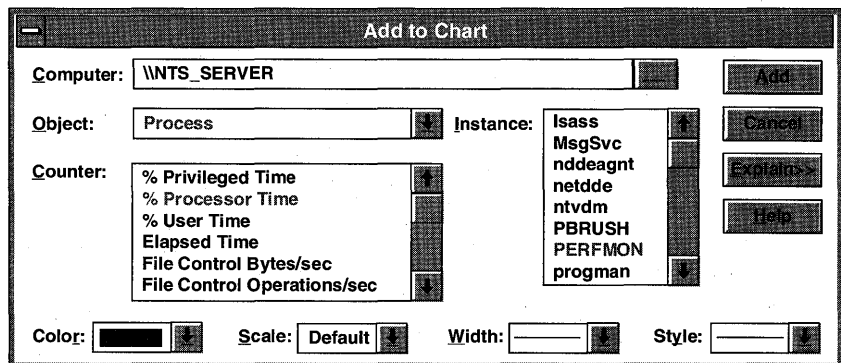 Add to Chart
Computer: \\NTS_SERVER ...
Add
Object: Process
Instance:
lsass
MsgSvc
nddeagnt
netdde
ntvdm
PBRUSH
PERFMON
progman
Cancel
Counter:
% Privileged Time
% Processor Time
% User Time
Elapsed Time
File Control Bytes/sec
File Control Operations/sec
Explain>>
Help
Color: Scale: Default Width: Style: